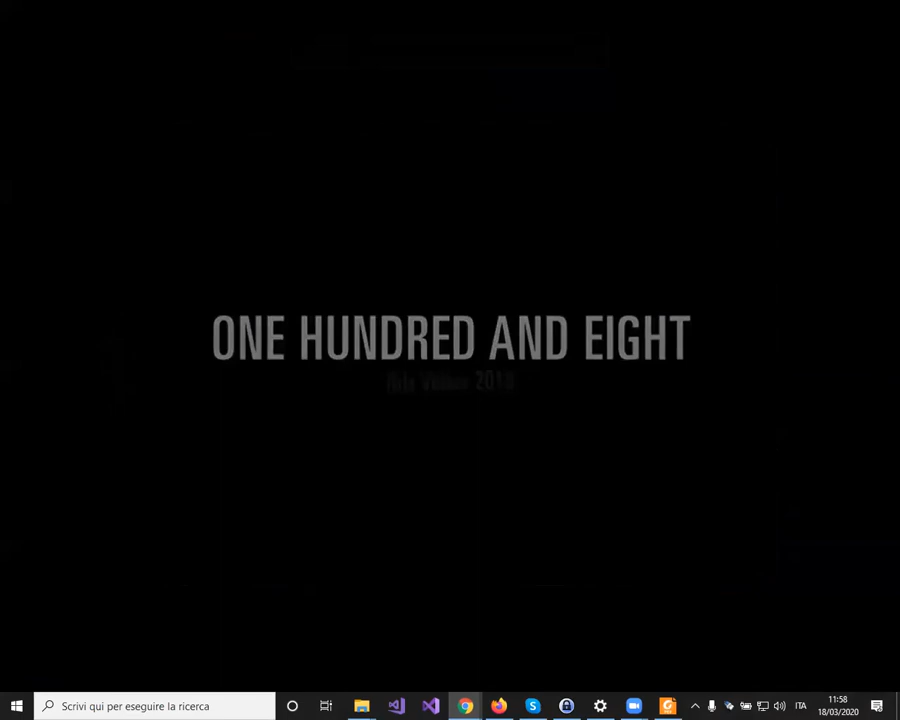 ONE HUNDRED AND EIGHT
Scrivi qui per eseguire la ricerca
ITA
11:58
18/03/2020